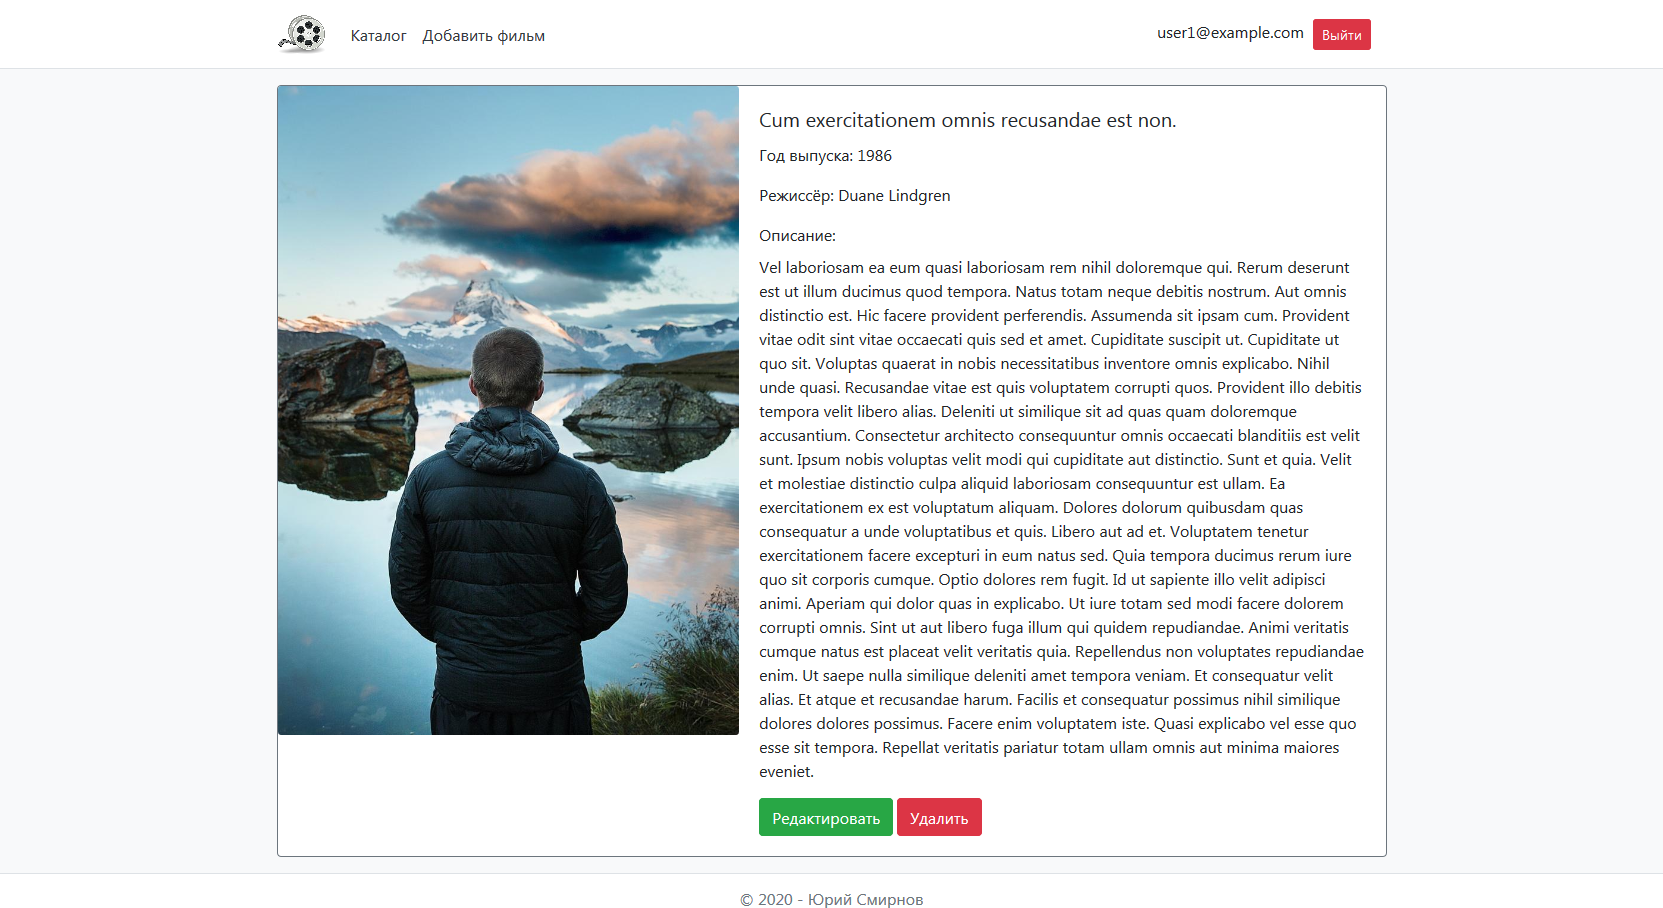 Каталог Добавить фильм user1@example.com Выйти
Cum exercitationem omnis recusandae est non.
Год выпуска: 1986
Режиссёр: Duane Lindgren
Описание:
Vel laboriosam ea eum quasi laboriosam rem nihil doloremque qui. Rerum deserunt
est ut illum ducimus quod tempora. Natus totam neque debitis nostrum. Aut omnis
distinctio est. Hic facere provident perferendis. Assumenda sit ipsam cum. Provident
vitae odit sint vitae occaecati quis sed et amet. Cupiditate suscipit ut. Cupiditate ut
quo sit. Voluptas quaerat in nobis necessitatibus inventore omnis explicabo. Nihil
unde quasi. Recusandae vitae est quis voluptatem corrupti quos. Provident illo debitis
tempora velit libero alias. Deleniti ut similique sit ad quas quam doloremque
accusantium. Consectetur architecto consequuntur omnis occaecati blanditiis est velit
sunt. Ipsum nobis voluptas velit modi qui cupiditate aut distinctio. Sunt et quia. Velit
et molestiae distinctio culpa aliquid laboriosam consequuntur est ullam. Ea
exercitationem ex est voluptatum aliquam. Dolores dolorum quibusdam quas
consequatur a unde voluptatibus et quis. Libero aut ad et. Voluptatem tenetur
exercitationem facere excepturi in eum natus sed. Quia tempora ducimus rerum iure
quo sit corporis cumque. Optio dolores rem fugit. Id ut sapiente illo velit adipisci
animi. Aperiam qui dolor quas in explicabo. Ut iure totam sed modi facere dolorem
corrupti omnis. Sint ut aut libero fuga illum qui quidem repudiandae. Animi veritatis
cumque natus est placeat velit veritatis quia. Repellendus non voluptates repudiandae
enim. Ut saepe nulla similique deleniti amet tempora veniam. Et consequatur velit
alias. Et atque et recusandae harum. Facilis et consequatur possimus nihil similique
dolores dolores possimus. Facere enim voluptatem iste. Quasi explicabo vel esse quo
esse sit tempora. Repellat veritatis pariatur totam ullam omnis aut minima maiores
eveniet.
Редактировать Удалить
© 2020 - Юрий Смирнов